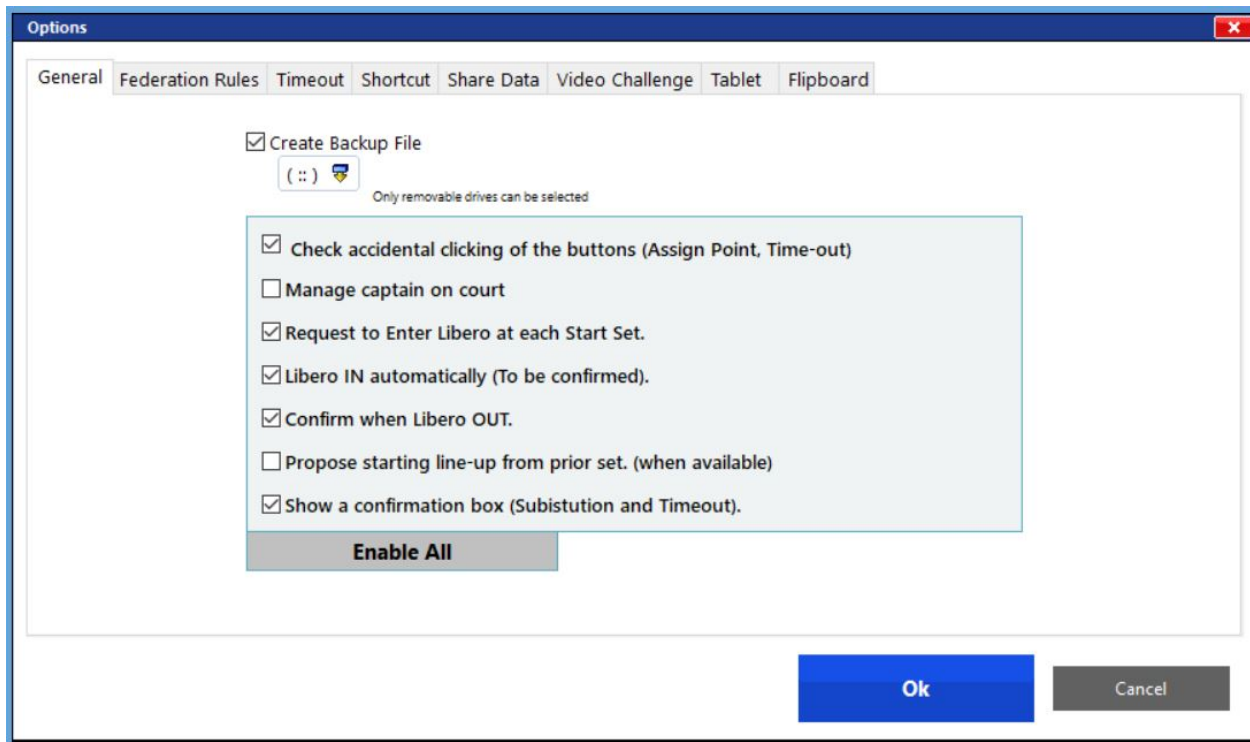 Options
General Federation Rules Timeout Shortcut Share Data Video Challenge Tablet Flipboard
Create Backup File
( :: )
Only removable drives can be selected
Check accidental clicking of the buttons (Assign Point, Time-out)
Manage captain on court
Request to Enter Libero at each Start Set.
Libero IN automatically (To be confirmed).
Confirm when Libero OUT.
Propose starting line-up from prior set. (when available)
Show a confirmation box (Subistution and Timeout).
Enable All
Ok Cancel